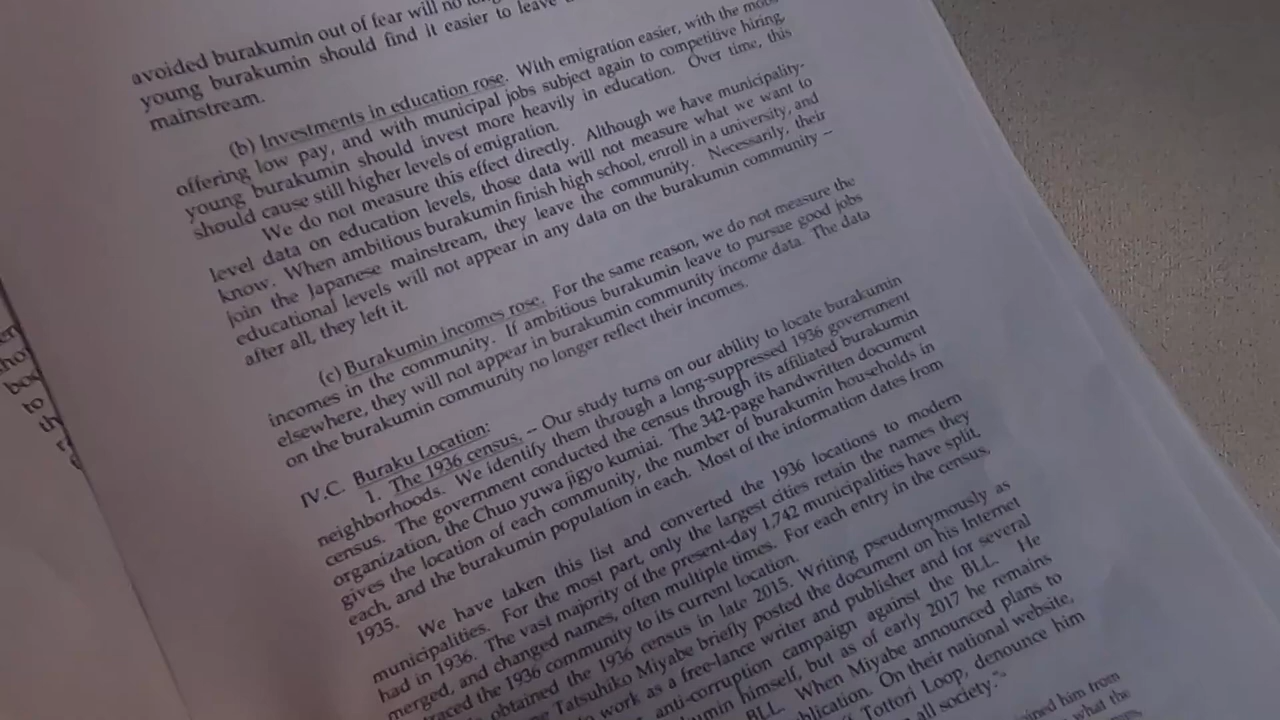 avoided burakumin out of fear will no
young burakumin should find it easier to leave
mainstream.
(b) Investments in education rose. With emigration easier, with the
offering low pay, and with municipal jobs subject again to competitive hiring,
young burakumin should invest more heavily in education. Over time, this
should cause still higher levels of emigration.
We do not measure this effect directly. Although we have municipality-
level data on education levels, those data will not measure what we want to
know. When ambitious burakumin finish high school, enroll in a university, and
join the Japanese mainstream, they leave the community. Necessarily, their
educational levels will not appear in any data on the burakumin community –
after all, they left it.
(c) Burakumin incomes rose. For the same reason, we do not measure the
incomes in the community. If ambitious burakumin leave to pursue good jobs
elsewhere, they will not appear in burakumin community income data. The data
on the burakumin community no longer reflect their incomes.
IV.C. Buraku Location:
1. The 1936 census. – Our study turns on our ability to locate burakumin
neighborhoods. We identify them through a long-suppressed 1936 government
census. The government conducted the census through its affiliated burakumin
organization, the Chuo yuwa jigyo kumiai. The 342-page handwritten document
gives the location of each community, the number of burakumin households in
each, and the burakumin population in each. Most of the information dates from
1935.
We have taken this list and converted the 1936 locations to modern
municipalities. For the most part, only the largest cities retain the names they
had in 1936. The vast majority of the present-day 1,742 municipalities have split,
merged, and changed names, often multiple times. For each entry in the census,
traced the 1936 community to its current location.
obtained the 1936 census in late 2015. Writing pseudonymously as
Tatsuhiko Miyabe briefly posted the document on his Internet
work as a free-lance writer and publisher and for several
anti-corruption campaign against the BLL. He
himself, but as of early 2017 he remains
BLL. When Miyabe announced plans to
On their national website,
Tottori Loop, denounce him
all society."
him from
what the